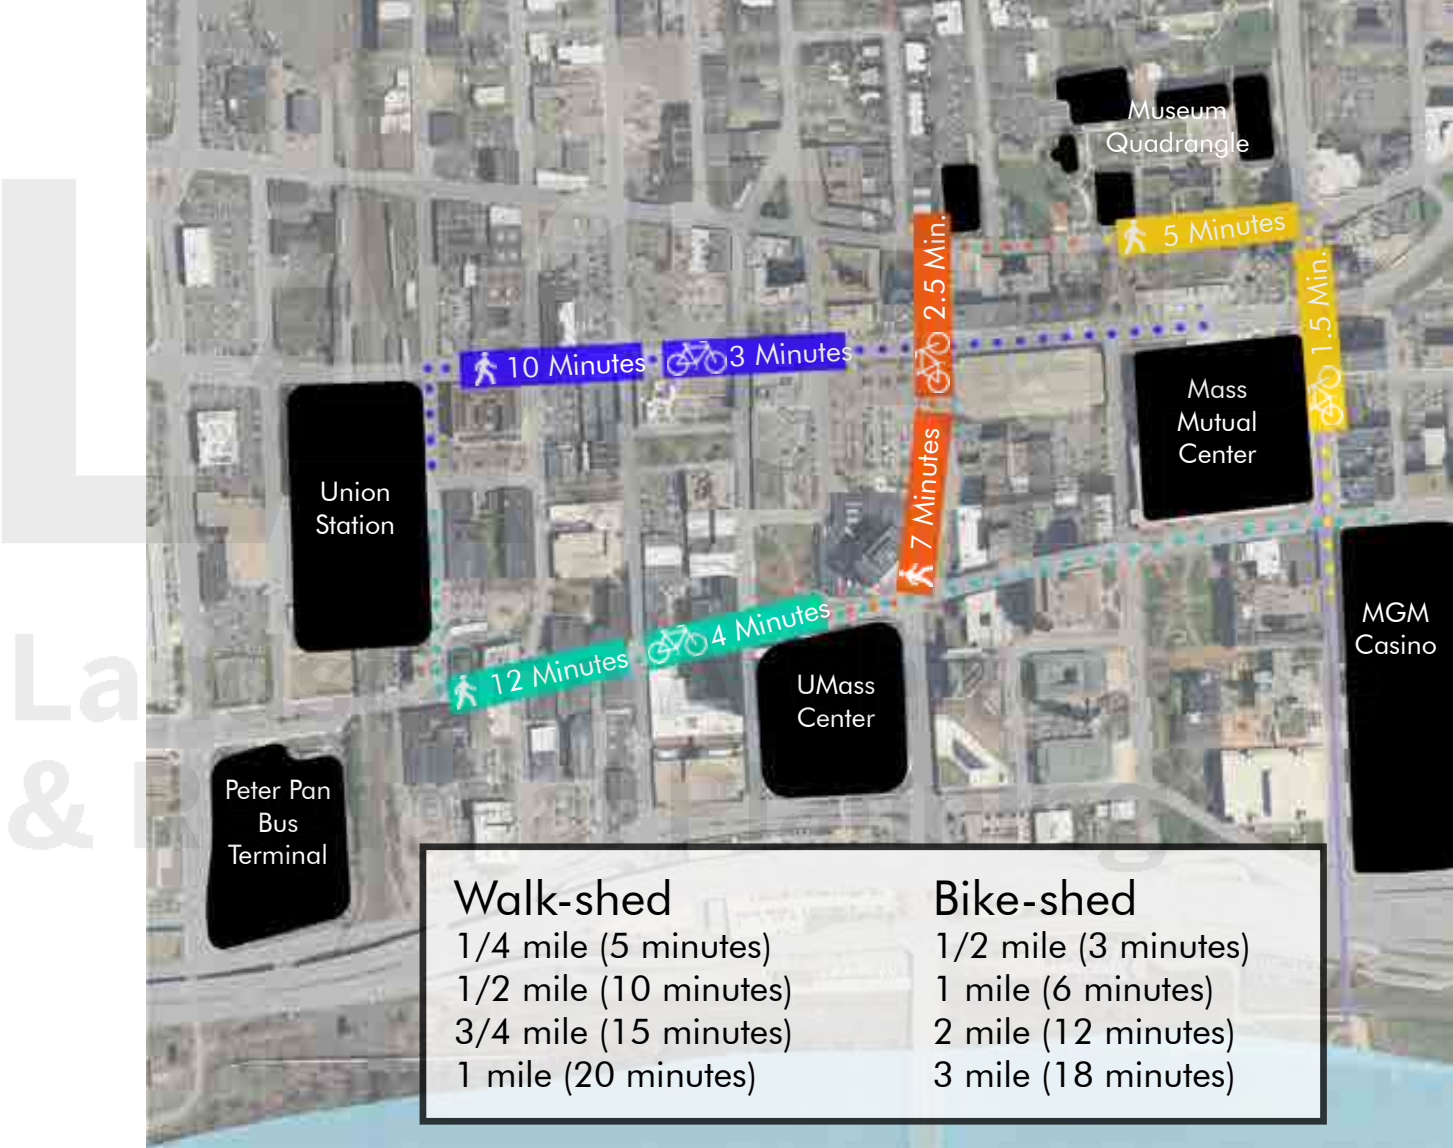 Museum
Quadrangle
5 Minutes
2.5 Min.
1.5 Min.
10 Minutes
3 Minutes
Mass
Mutual
Center
7 Minutes
Union
Station
4 Minutes
12 Minutes
MGM
Casino
UMass
Center
Peter Pan
Bus
Terminal
Walk-shed
1/4 mile (5 minutes)
1/2 mile (10 minutes)
3/4 mile (15 minutes)
1 mile (20 minutes)
Bike-shed
1/2 mile (3 minutes)
1 mile (6 minutes)
2 mile (12 minutes)
3 mile (18 minutes)